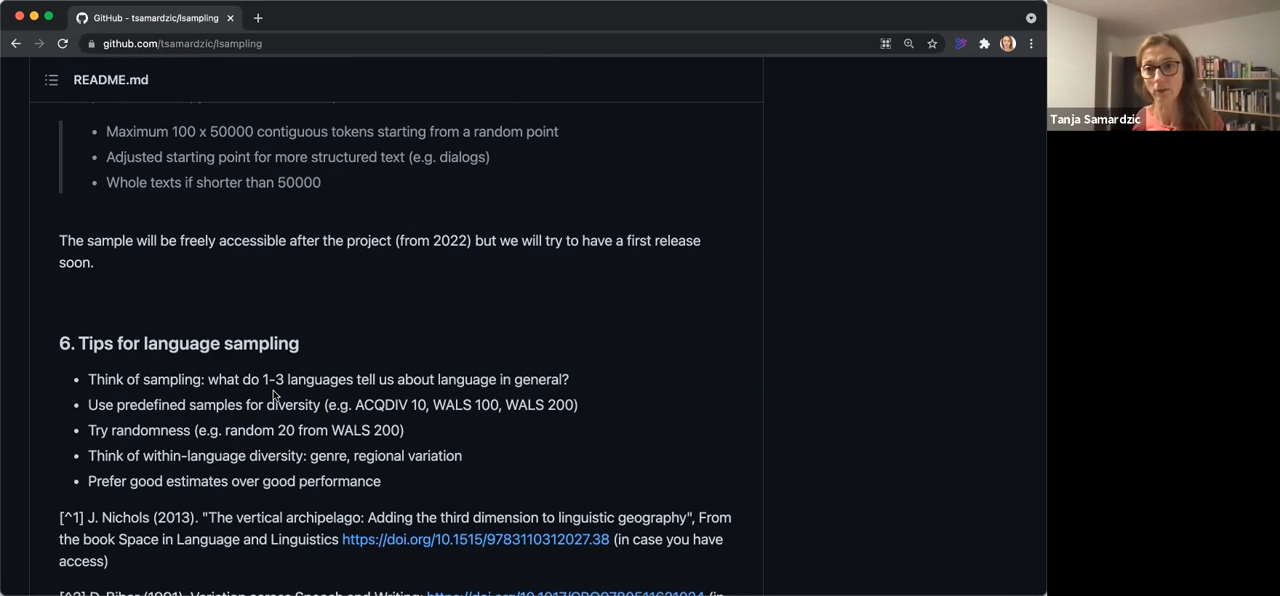 GitHub - tsamardzic/lsampling
github.com/tsamardzic/lsampling
README.md
Tanja Samardzic
• Maximum 100 x 50000 contiguous tokens starting from a random point
• Adjusted starting point for more structured text (e.g. dialogs)
• Whole texts if shorter than 50000
The sample will be freely accessible after the project (from 2022) but we will try to have a first release
soon.
6. Tips for language sampling
• Think of sampling: what do 1-3 languages tell us about language in general?
• Use predefined samples for diversity (e.g. ACQDIV 10, WALS 100, WALS 200)
• Try randomness (e.g. random 20 from WALS 200)
• Think of within-language diversity: genre, regional variation
• Prefer good estimates over good performance
[^1] J. Nichols (2013). "The vertical archipelago: Adding the third dimension to linguistic geography", From
the book Space in Language and Linguistics https://doi.org/10.1515/9783110312027.38 (in case you have
access)